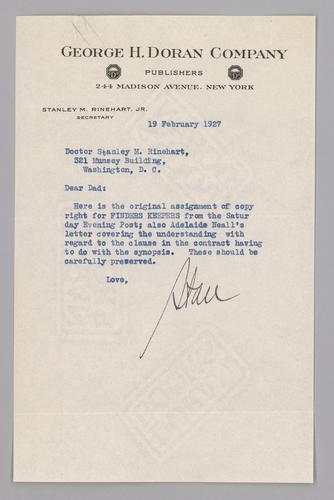 GEORGE H. DORAN COMPANY
PUBLISHERS
244 MADISON AVENUE. NEW YORK
STANLEY M. RINEHART, JR.
SECRETARY
19 February 1927
Doctor Stanley M. Rinehart,
321 Munsey Building,
Washington, D. C.
Dear Dad:
Here is the original assignment of copy
right for FINDERS KEEPERS from the Satur
day Evening Post; also Adelaide Neall's
letter covering the understanding with
regard to the clause in the contract having
to do with the synopsis. These should be
carefully preserved.
Love,
Stan